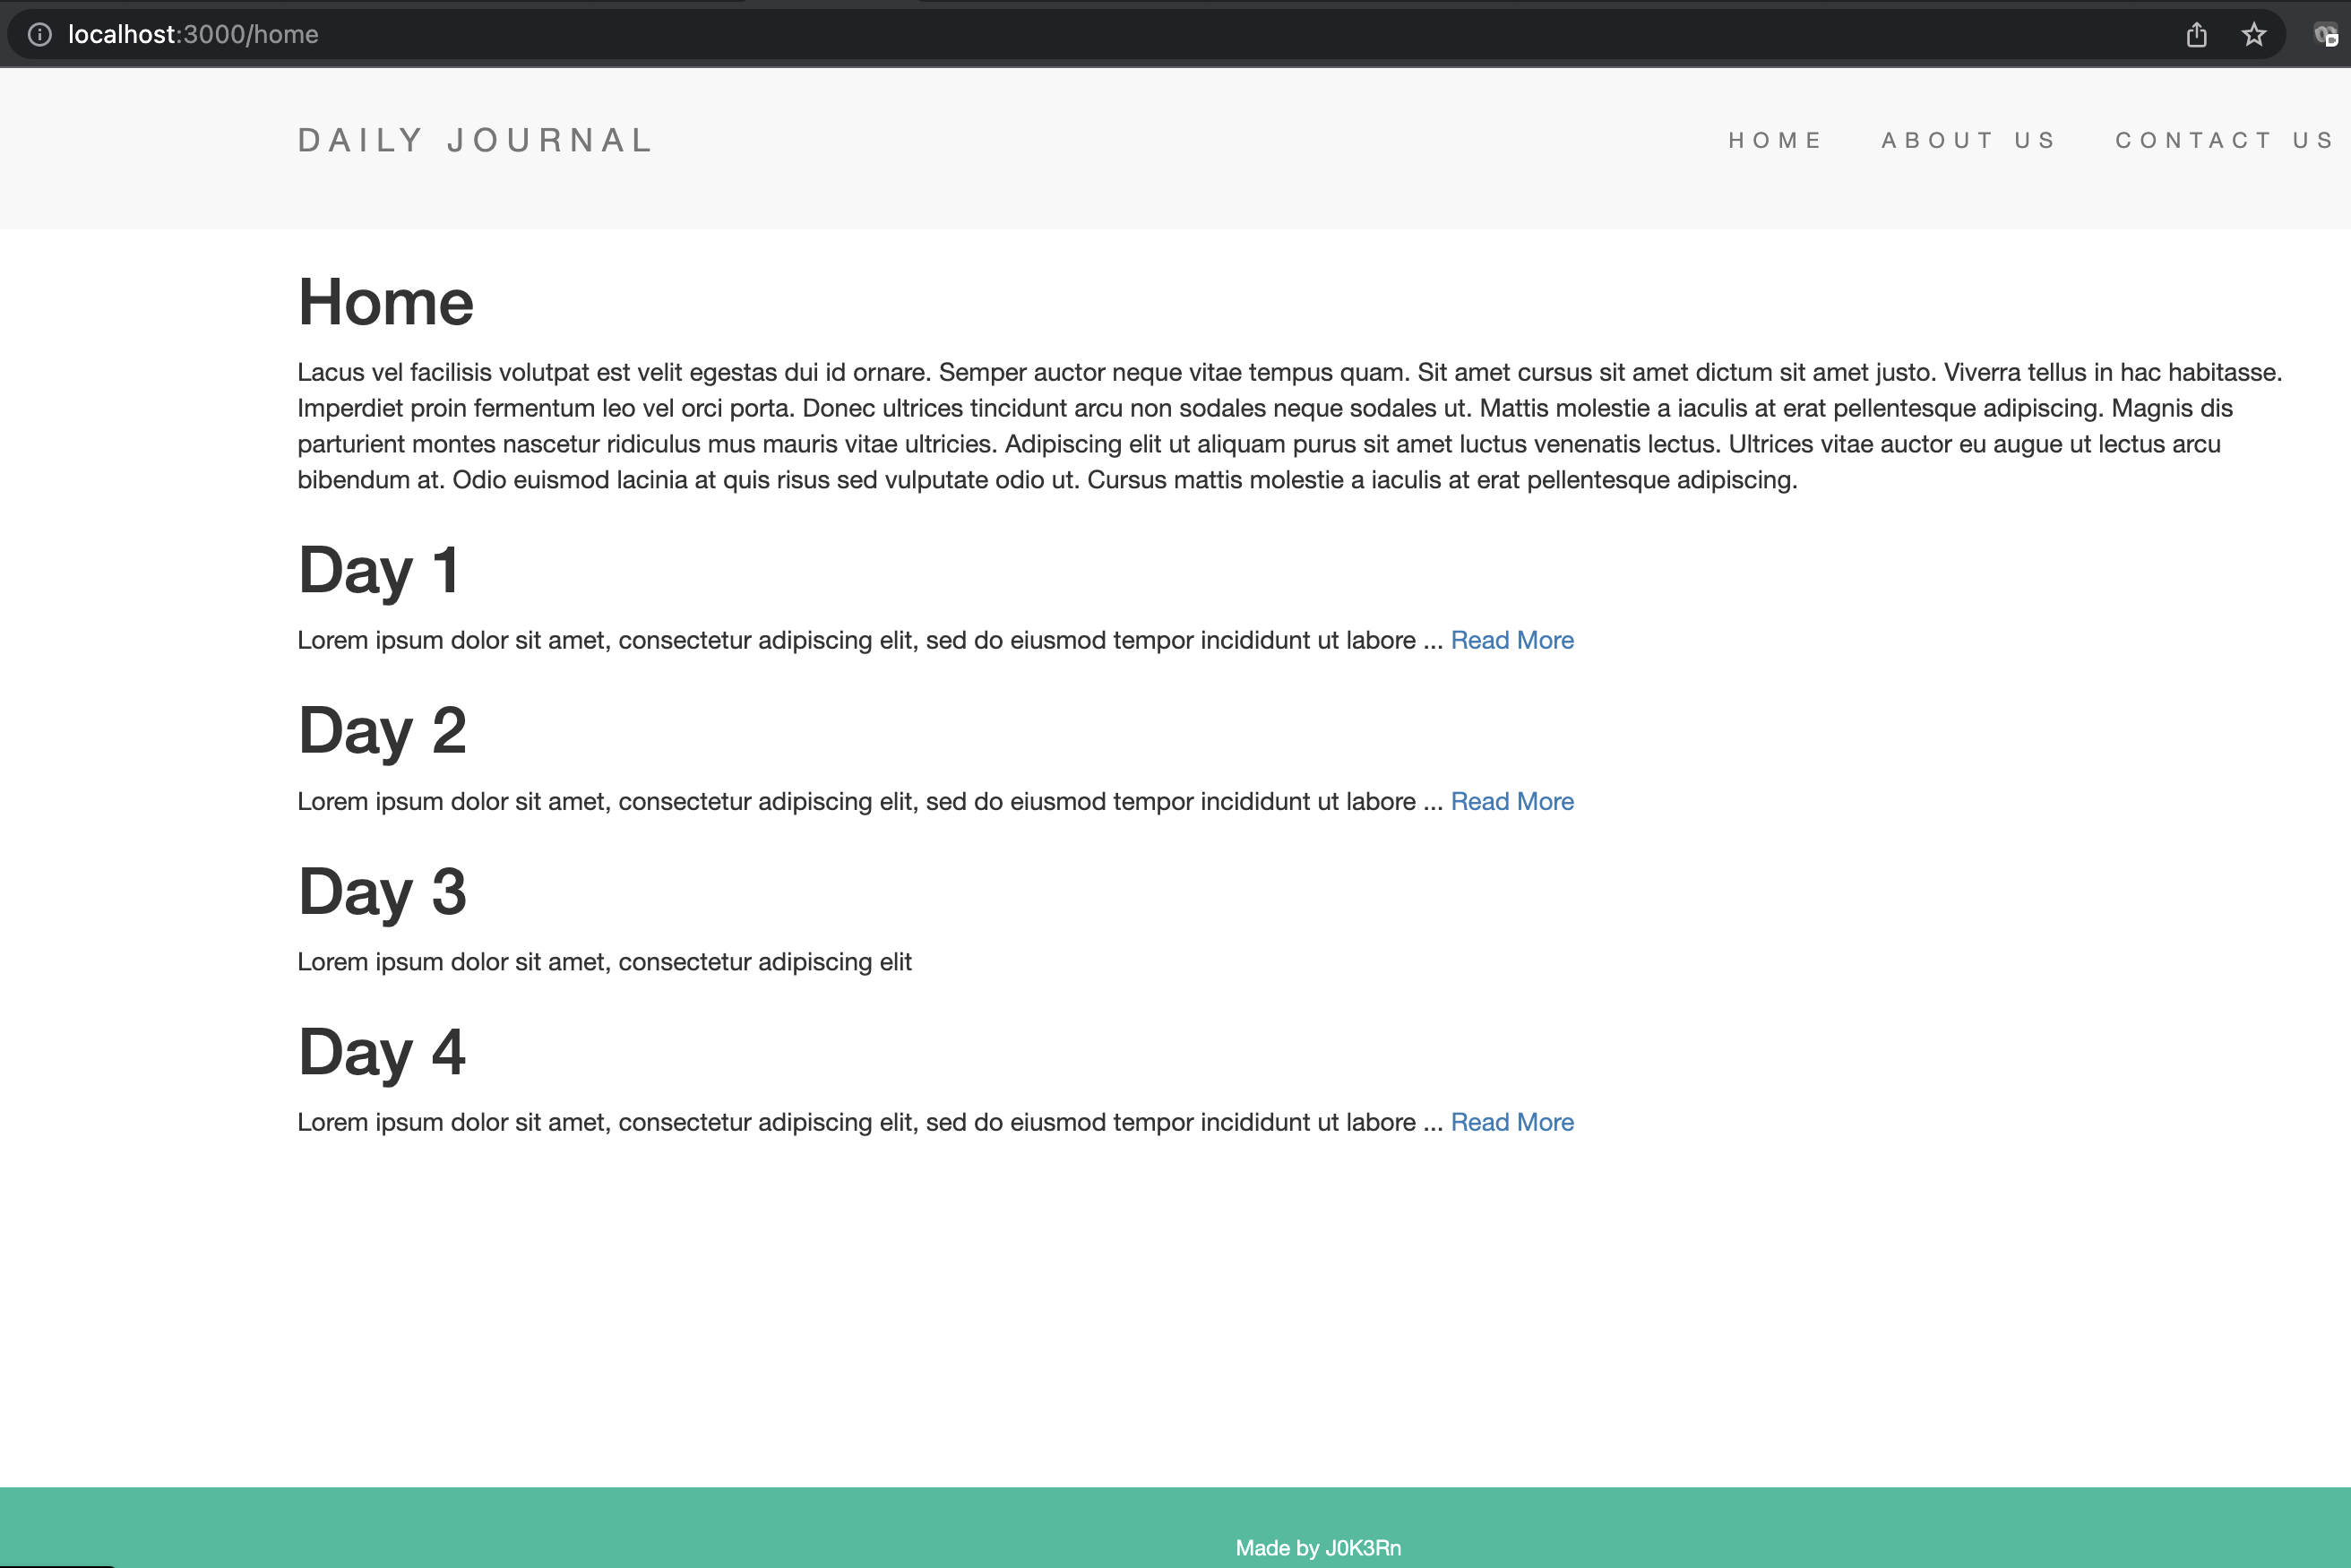 localhost:3000/home
DAILY JOURNAL HOME ABOUT US CONTACT US
Home
Lacus vel facilisis volutpat est velit egestas dui id ornare. Semper auctor neque vitae tempus quam. Sit amet cursus sit amet dictum sit amet justo. Viverra tellus in hac habitasse.
Imperdiet proin fermentum leo vel orci porta. Donec ultrices tincidunt arcu non sodales neque sodales ut. Mattis molestie a iaculis at erat pellentesque adipiscing. Magnis dis
parturient montes nascetur ridiculus mus mauris vitae ultricies. Adipiscing elit ut aliquam purus sit amet luctus venenatis lectus. Ultrices vitae auctor eu augue ut lectus arcu
bibendum at. Odio euismod lacinia at quis risus sed vulputate odio ut. Cursus mattis molestie a iaculis at erat pellentesque adipiscing.
Day 1
Lorem ipsum dolor sit amet, consectetur adipiscing elit, sed do eiusmod tempor incididunt ut labore ... Read More
Day 2
Lorem ipsum dolor sit amet, consectetur adipiscing elit, sed do eiusmod tempor incididunt ut labore ... Read More
Day 3
Lorem ipsum dolor sit amet, consectetur adipiscing elit
Day 4
Lorem ipsum dolor sit amet, consectetur adipiscing elit, sed do eiusmod tempor incididunt ut labore ... Read More
Made by J0K3Rn